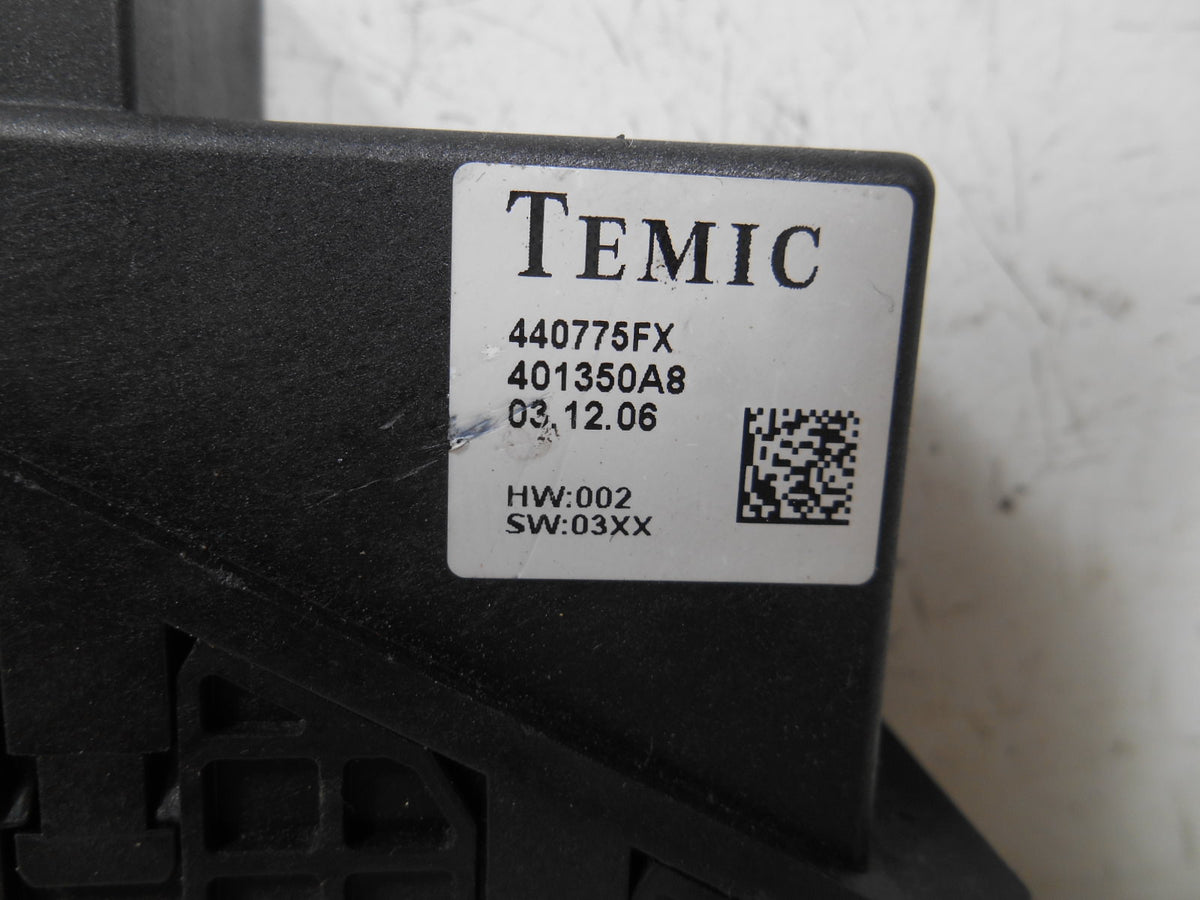 TEMIC
440775FX
401350A8
03.12.06
HW:002
SW:03XX